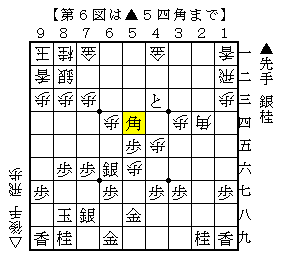 【第６図は▲５四角まで】
９ ８ ７ ６ ５ ４ ３ ２ １
玉 桂 金 金 香 一
香 銀 飛 二
歩 歩 歩 と 歩 三
歩 角 歩 角 四
歩 歩 五
歩 歩 銀 歩 六
歩 歩 歩 歩 歩 七
玉 銀 金 八
香 桂 金 桂 香 九
▲先手 銀桂
△後手 飛歩